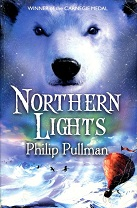 WINNER of the CARNEGIE MEDAL
NORTHERN
LIGHTS
Philip Pullman